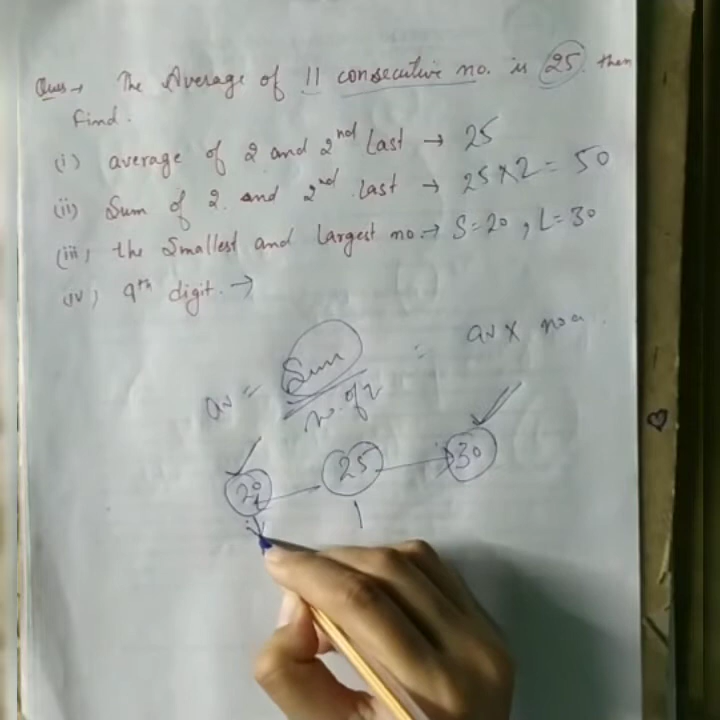 Ques → The Average of 11 consecutive no. is 25. then
find.
(i) average of 2 and 2nd last → 25
(ii) Sum of 2. and 2nd last → 25×2 = 50
(iii) the Smallest and largest no. → S=20, L=30
(iv) 9th digit. →
av = Sum / no. of = av × no
20 25 30